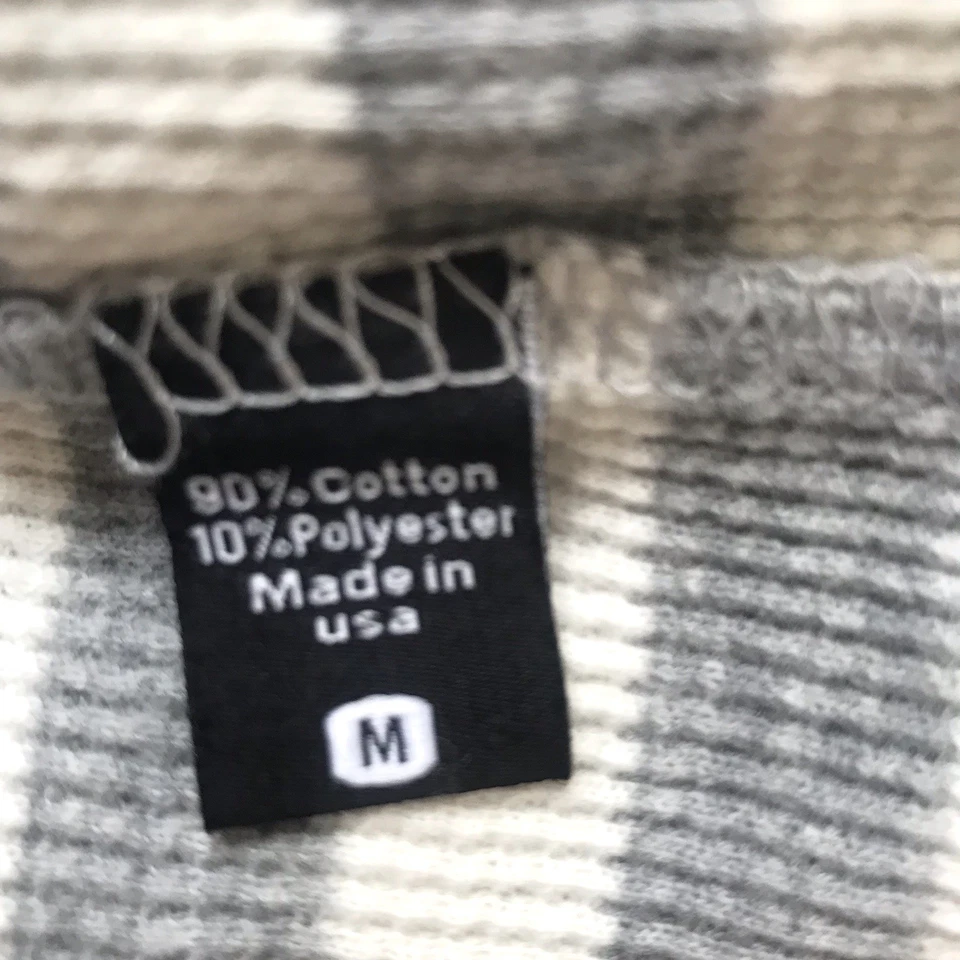 90% Cotton
10% Polyester
Made in
usa
M